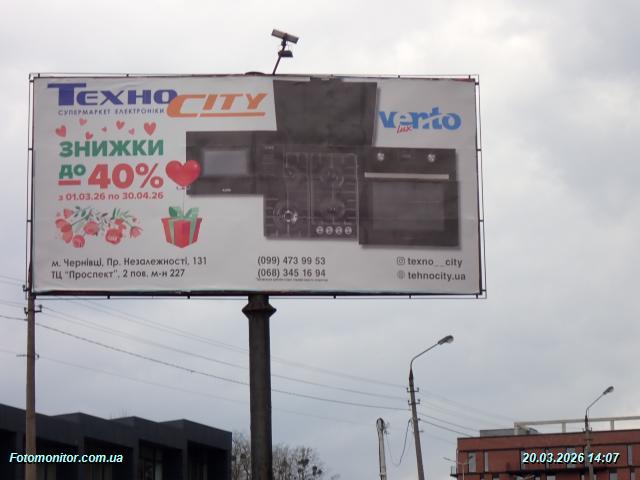 ТЕХНО CITY
СУПЕРМАРКЕТ ЕЛЕКТРОНІКИ
vento
lux
ЗНИЖКИ
ДО
-40%
з 01.03.26 по 30.04.26
м. Чернівці, Пр. Незалежності, 131
ТЦ "Проспект", 2 пов. м-н 227
(099) 473 99 53
(068) 345 16 94
texno__city
tehnocity.ua
Fotomonitor.com.ua
20.03.2026 14:07